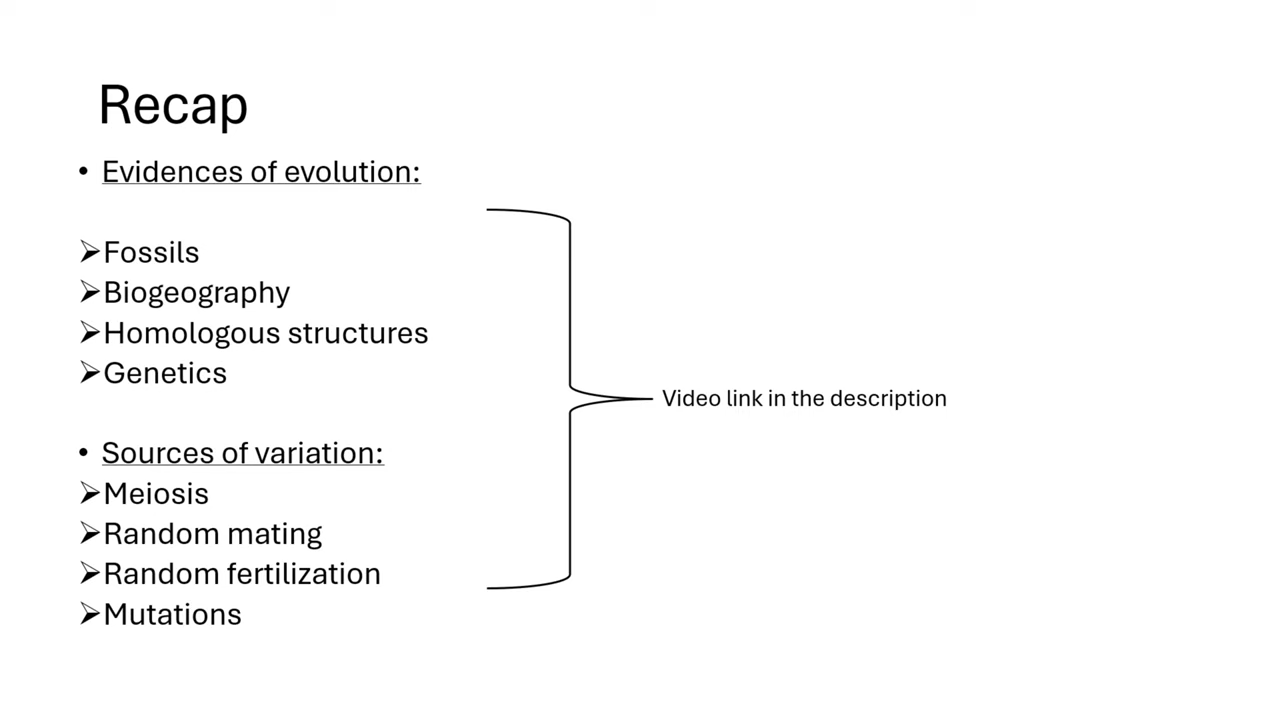 Recap
• Evidences of evolution:
➢Fossils
➢Biogeography
➢Homologous structures
➢Genetics
Video link in the description
• Sources of variation:
➢Meiosis
➢Random mating
➢Random fertilization
➢Mutations